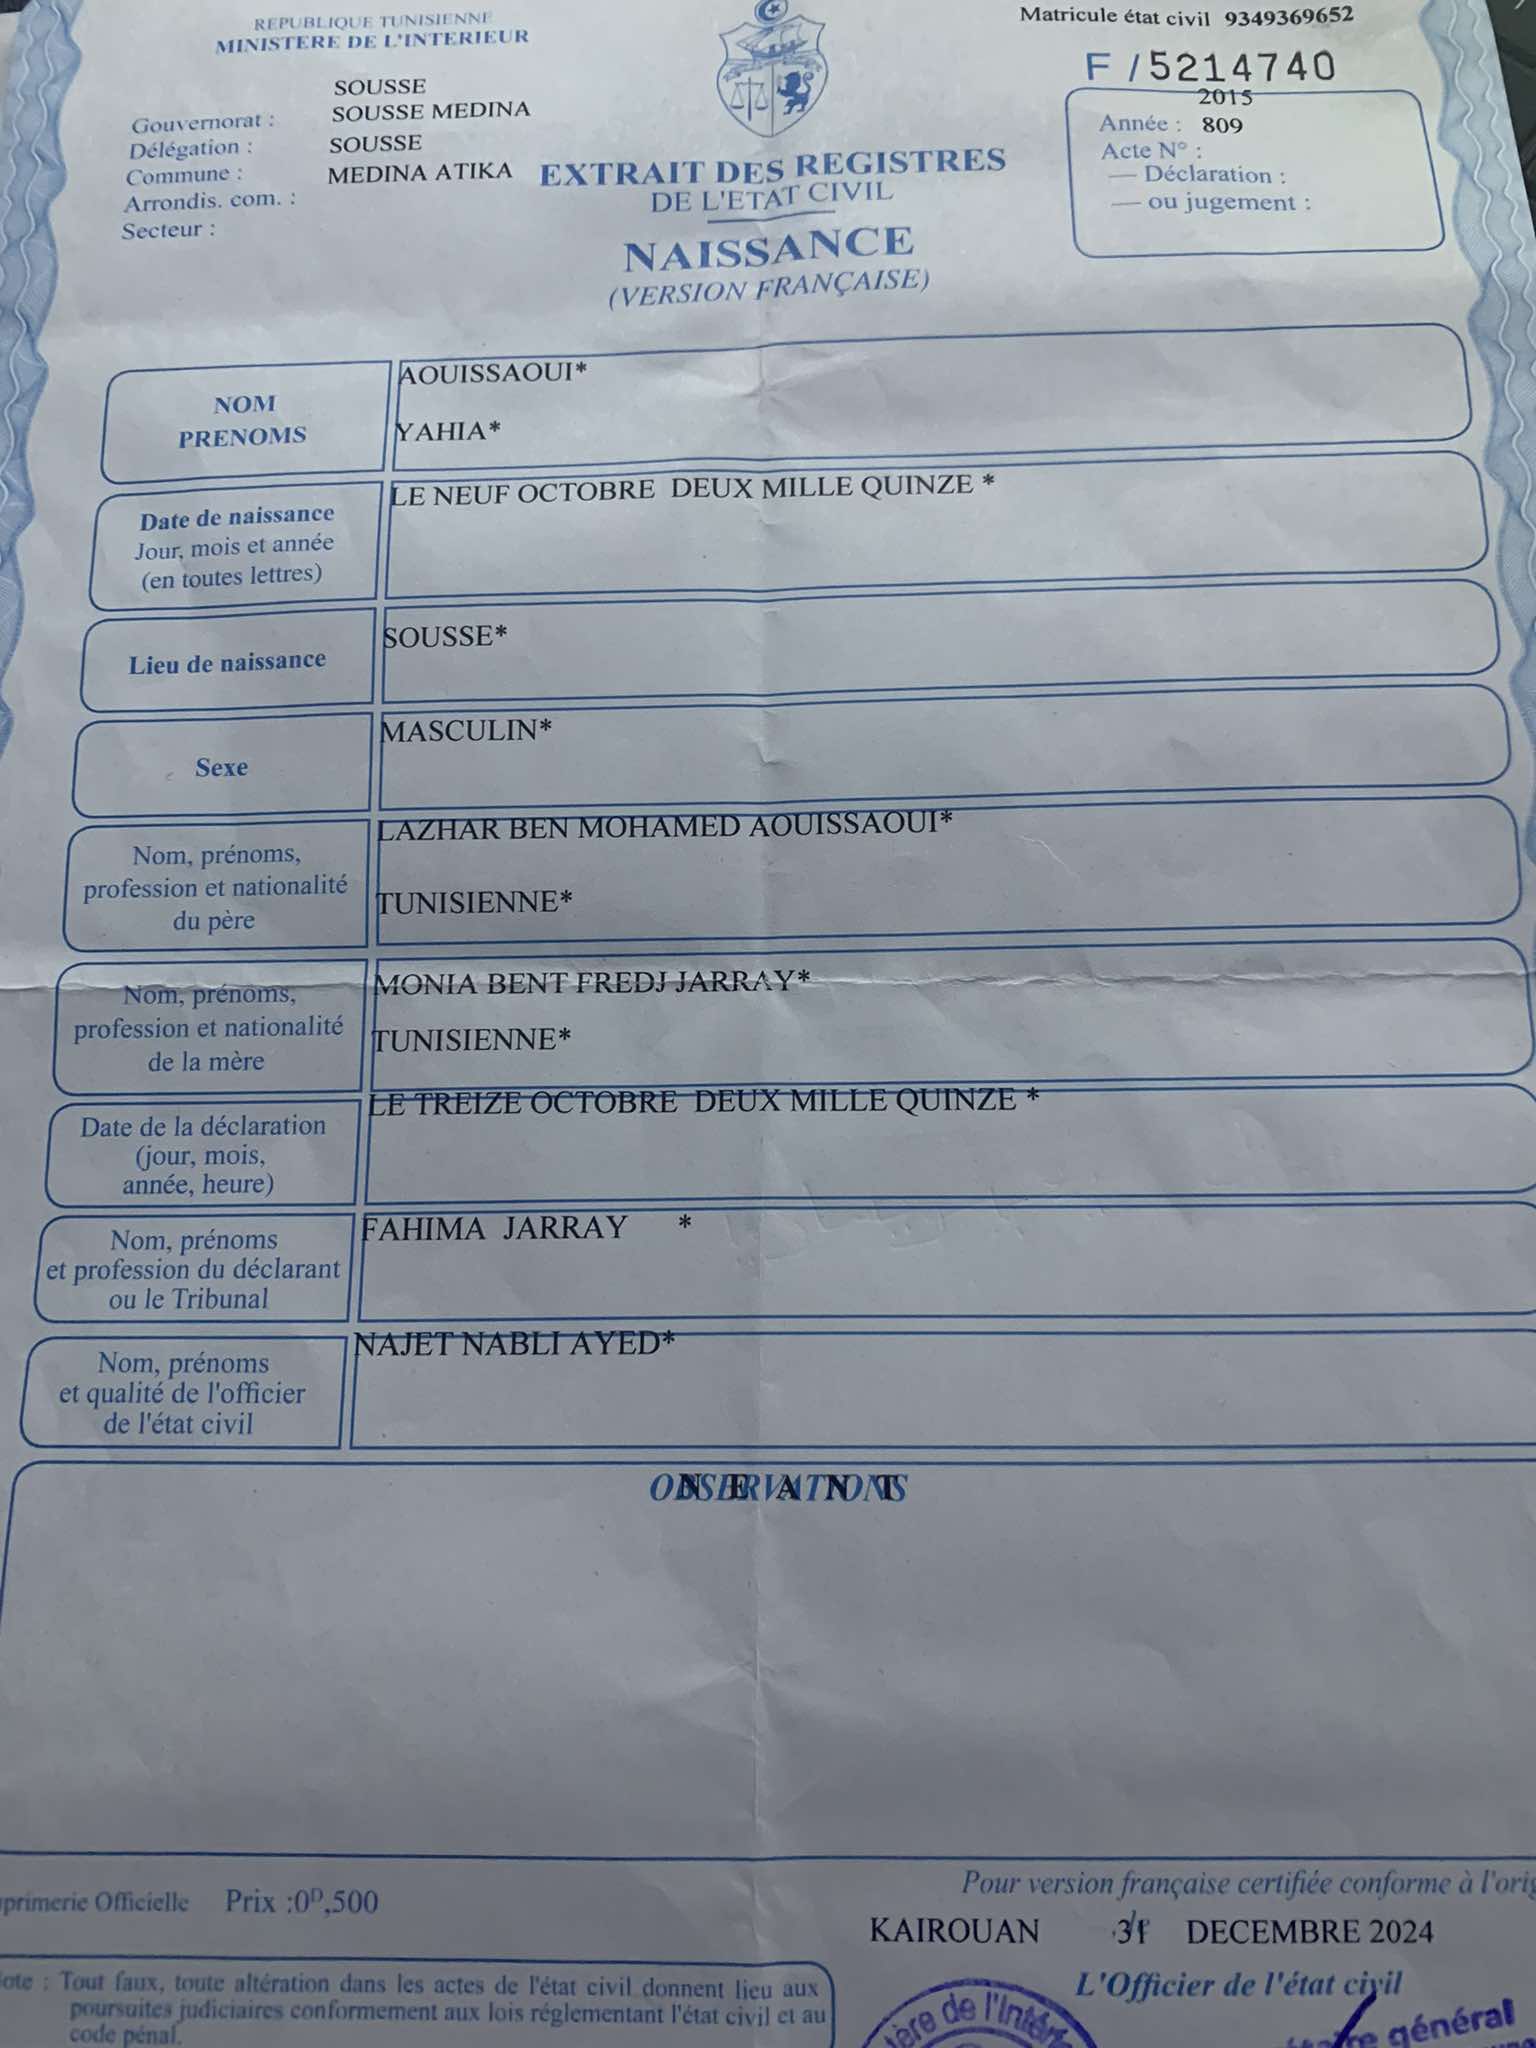 REPUBLIQUE TUNISIENNE
MINISTERE DE L'INTERIEUR
Matricule état civil 9349369652
F / 5214740
Gouvernorat : SOUSSE
Délégation : SOUSSE MEDINA
Commune : SOUSSE
Arrondis. com. : MEDINA ATIKA
Secteur :
2015
Année : 809
Acte N° :
— Déclaration :
— ou jugement :
EXTRAIT DES REGISTRES
DE L'ETAT CIVIL
NAISSANCE
(VERSION FRANÇAISE)
NOM
PRENOMS
AOUISSAOUI*
YAHIA*
Date de naissance
Jour, mois et année
(en toutes lettres)
LE NEUF OCTOBRE DEUX MILLE QUINZE *
Lieu de naissance
SOUSSE*
Sexe
MASCULIN*
Nom, prénoms,
profession et nationalité
du père
LAZHAR BEN MOHAMED AOUISSAOUI*
TUNISIENNE*
Nom, prénoms,
profession et nationalité
de la mère
MONIA BENT FREDJ JARRAY*
TUNISIENNE*
Date de la déclaration
(jour, mois,
année, heure)
LE TREIZE OCTOBRE DEUX MILLE QUINZE *
Nom, prénoms
et profession du déclarant
ou le Tribunal
FAHIMA JARRAY *
Nom, prénoms
et qualité de l'officier
de l'état civil
NAJET NABLI AYED*
OBSERVATIONS
N E A N T
Officielle Prix :0ᴰ,500
Pour version française certifiée conforme à
KAIROUAN 31 DECEMBRE 2024
L'Officier de l'état civil
: Tout faux, toute altération dans les actes de l'état civil donnent lieu aux
poursuites judiciaires conformement aux lois réglementant l'état civil et au
code pénal.
de l'Intéri
général